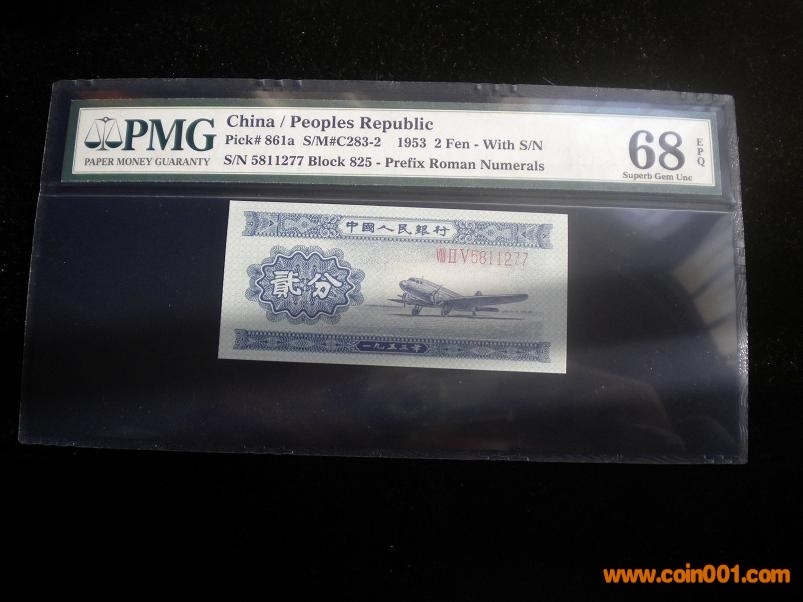 PMG
PAPER MONEY GUARANTY
China / Peoples Republic
Pick# 861a S/M#C283-2 1953 2 Fen - With S/N
S/N 5811277 Block 825 - Prefix Roman Numerals
68 EPQ
Superb Gem Unc
中國人民銀行
VIII II V 5811277
貳分
一九五三年
www.coin001.com